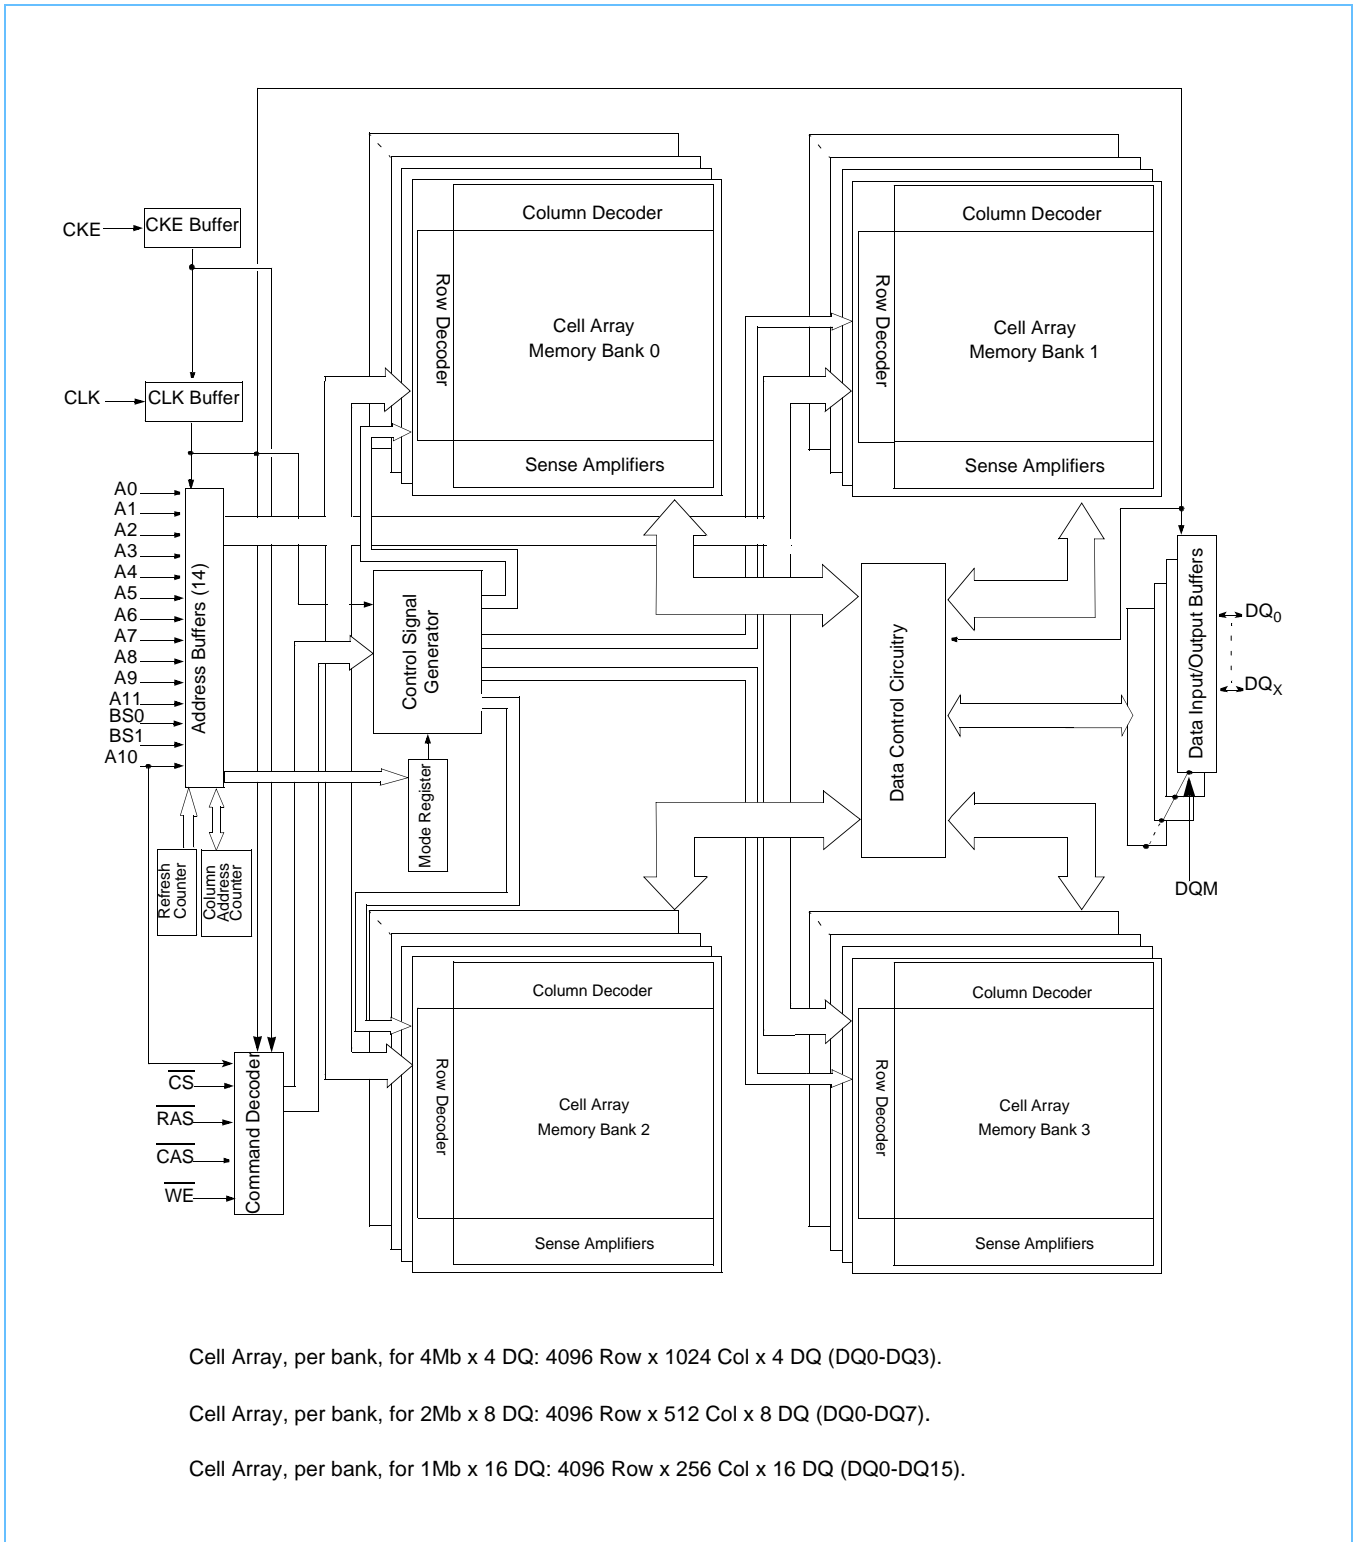 CKE
CKE Buffer
CLK
CLK Buffer
A0
A1
A2
A3
A4
A5
A6
A7
A8
A9
A11
BS0
BS1
A10
Address Buffers (14)
Refresh
Counter
Column
Address
Counter
CS
RAS
CAS
WE
Command Decoder
Control Signal
Generator
Mode Register
Column Decoder
Row Decoder
Cell Array
Memory Bank 0
Sense Amplifiers
Column Decoder
Row Decoder
Cell Array
Memory Bank 1
Sense Amplifiers
Data Control Circuitry
Data Input/Output Buffers
DQ0
DQX
DQM
Column Decoder
Row Decoder
Cell Array
Memory Bank 2
Sense Amplifiers
Column Decoder
Row Decoder
Cell Array
Memory Bank 3
Sense Amplifiers
Cell Array, per bank, for 4Mb x 4 DQ: 4096 Row x 1024 Col x 4 DQ (DQ0-DQ3).
Cell Array, per bank, for 2Mb x 8 DQ: 4096 Row x 512 Col x 8 DQ (DQ0-DQ7).
Cell Array, per bank, for 1Mb x 16 DQ: 4096 Row x 256 Col x 16 DQ (DQ0-DQ15).